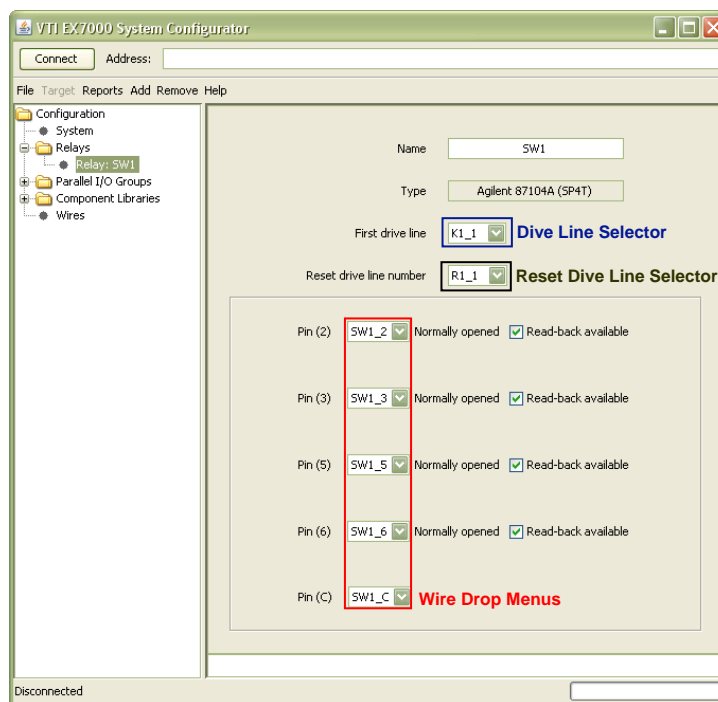 VTI EX7000 System Configurator
Connect Address:
File Target Reports Add Remove Help
Configuration
System
Relays
Relay: SW1
Parallel I/O Groups
Component Libraries
Wires
Name SW1
Type Agilent 87104A (SP4T)
First drive line K1_1 Dive Line Selector
Reset drive line number R1_1 Reset Dive Line Selector
Pin (2) SW1_2 Normally opened Read-back available
Pin (3) SW1_3 Normally opened Read-back available
Pin (5) SW1_5 Normally opened Read-back available
Pin (6) SW1_6 Normally opened Read-back available
Pin (C) SW1_C Wire Drop Menus
Disconnected